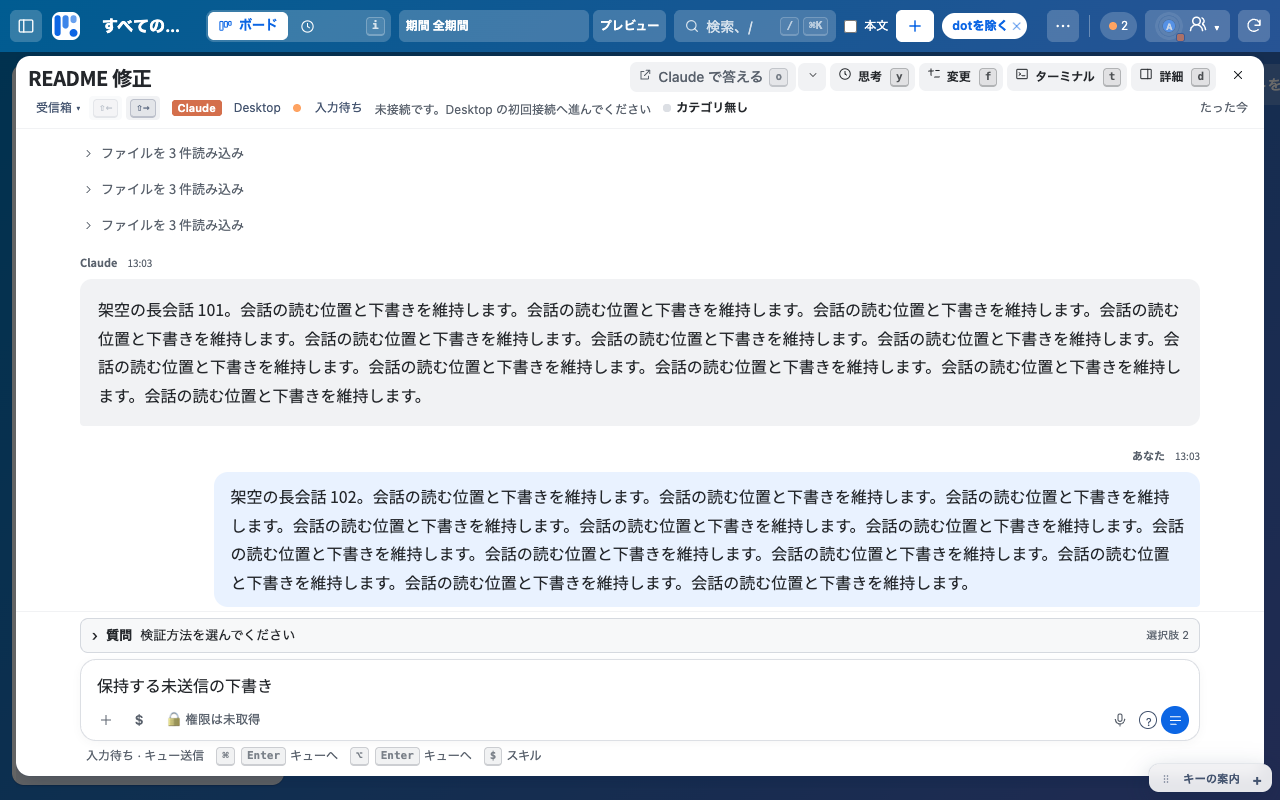 すべての...
ボード
i
期間 全期間
プレビュー
検索、/
/
⌘K
本文
+
dotを除く ×
...
2
A
README 修正
Claude で答える o
思考 y
変更 f
ターミナル t
詳細 d
×
受信箱
⇧←
⇧→
Claude
Desktop
入力待ち
未接続です。Desktop の初回接続へ進んでください
カテゴリ無し
たった今
ファイルを 3 件読み込み
ファイルを 3 件読み込み
ファイルを 3 件読み込み
Claude 13:03
架空の長会話 101。会話の読む位置と下書きを維持します。会話の読む位置と下書きを維持します。会話の読む位置と下書きを維持します。会話の読む
位置と下書きを維持します。会話の読む位置と下書きを維持します。会話の読む位置と下書きを維持します。会話の読む位置と下書きを維持します。会
話の読む位置と下書きを維持します。会話の読む位置と下書きを維持します。会話の読む位置と下書きを維持します。会話の読む位置と下書きを維持し
ます。会話の読む位置と下書きを維持します。
あなた 13:03
架空の長会話 102。会話の読む位置と下書きを維持します。会話の読む位置と下書きを維持します。会話の読む位置と下書きを維持
します。会話の読む位置と下書きを維持します。会話の読む位置と下書きを維持します。会話の読む位置と下書きを維持します。会話
の読む位置と下書きを維持します。会話の読む位置と下書きを維持します。会話の読む位置と下書きを維持します。会話の読む位置
と下書きを維持します。会話の読む位置と下書きを維持します。会話の読む位置と下書きを維持します。
質問 検証方法を選んでください
選択肢 2
保持する未送信の下書き
+ $ 権限は未取得
?
入力待ち · キュー送信 ⌘ Enter キューへ ⌥ Enter キューへ $ スキル
キーの案内 +